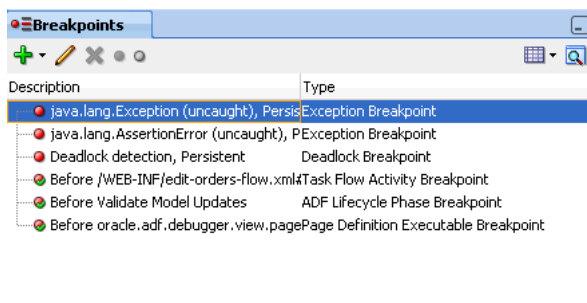 Breakpoints
Description Type
java.lang.Exception (uncaught), Persis Exception Breakpoint
java.lang.AssertionError (uncaught), P Exception Breakpoint
Deadlock detection, Persistent Deadlock Breakpoint
Before /WEB-INF/edit-orders-flow.xml# Task Flow Activity Breakpoint
Before Validate Model Updates ADF Lifecycle Phase Breakpoint
Before oracle.adf.debugger.view.page Page Definition Executable Breakpoint